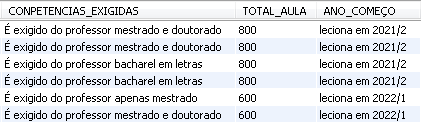 CONPETENCIAS_EXIGIDAS TOTAL_AULA ANO_COMEÇO
É exigido do professor mestrado e doutorado 800 leciona em 2021/2
É exigido do professor mestrado e doutorado 800 leciona em 2021/2
É exigido do professor bacharel em letras 800 leciona em 2021/2
É exigido do professor bacharel em letras 800 leciona em 2021/2
É exigido do professor apenas mestrado 600 leciona em 2022/1
É exigido do professor mestrado e doutorado 600 leciona em 2022/1